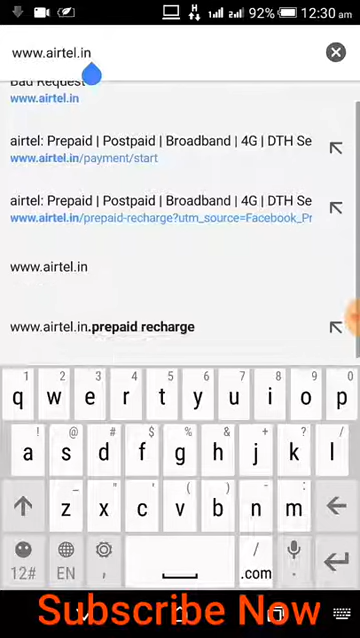 92% 12:30 am
www.airtel.in
Bad Request
www.airtel.in
airtel: Prepaid | Postpaid | Broadband | 4G | DTH Se
www.airtel.in/payment/start
airtel: Prepaid | Postpaid | Broadband | 4G | DTH Se
www.airtel.in/prepaid-recharge?utm_source=Facebook_Pr
www.airtel.in
www.airtel.in.prepaid recharge
1 2 3 4 5 6 7 8 9 0
q w e r t y u i o p
! @ # $ % & + ? /
a s d f g h j k l
_ " ' ( ) - ; :
z x c v b n m
12# EN , / .com .
Subscribe Now